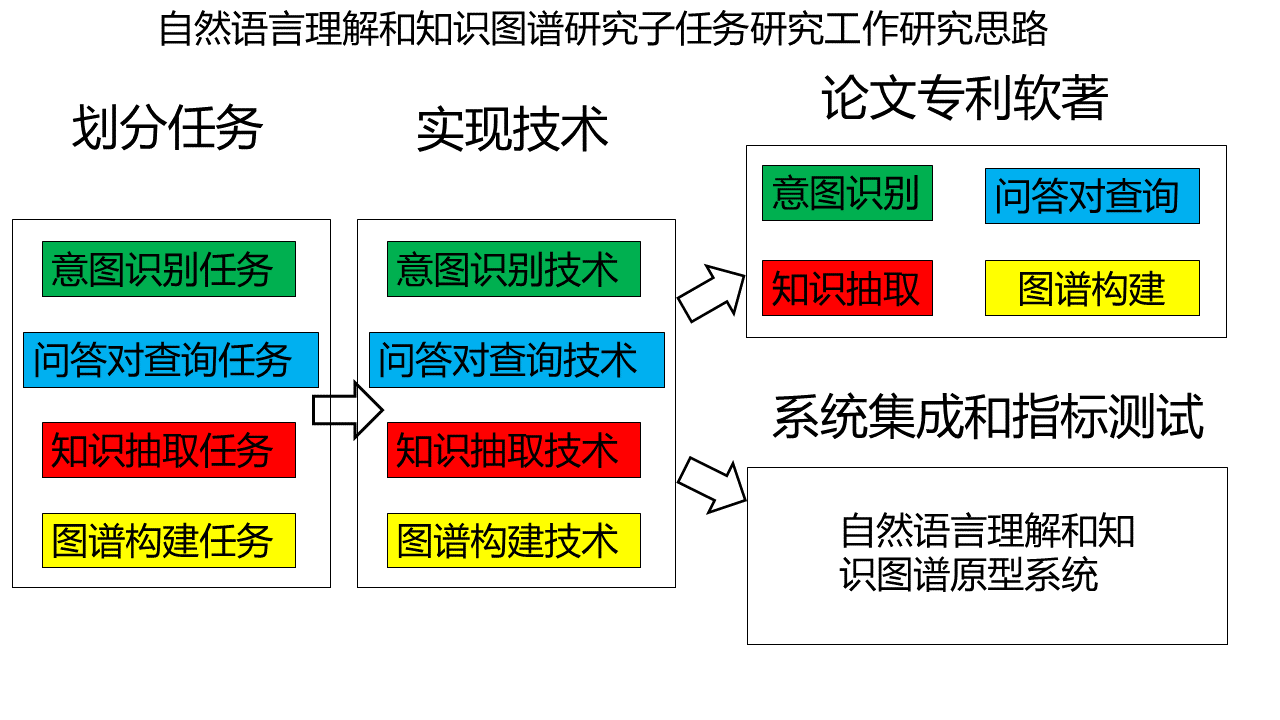 自然语言理解和知识图谱研究子任务研究工作研究思路
划分任务
意图识别任务
问答对查询任务
知识抽取任务
图谱构建任务
实现技术
意图识别技术
问答对查询技术
知识抽取技术
图谱构建技术
论文专利软著
意图识别
问答对查询
知识抽取
图谱构建
系统集成和指标测试
自然语言理解和知
识图谱原型系统